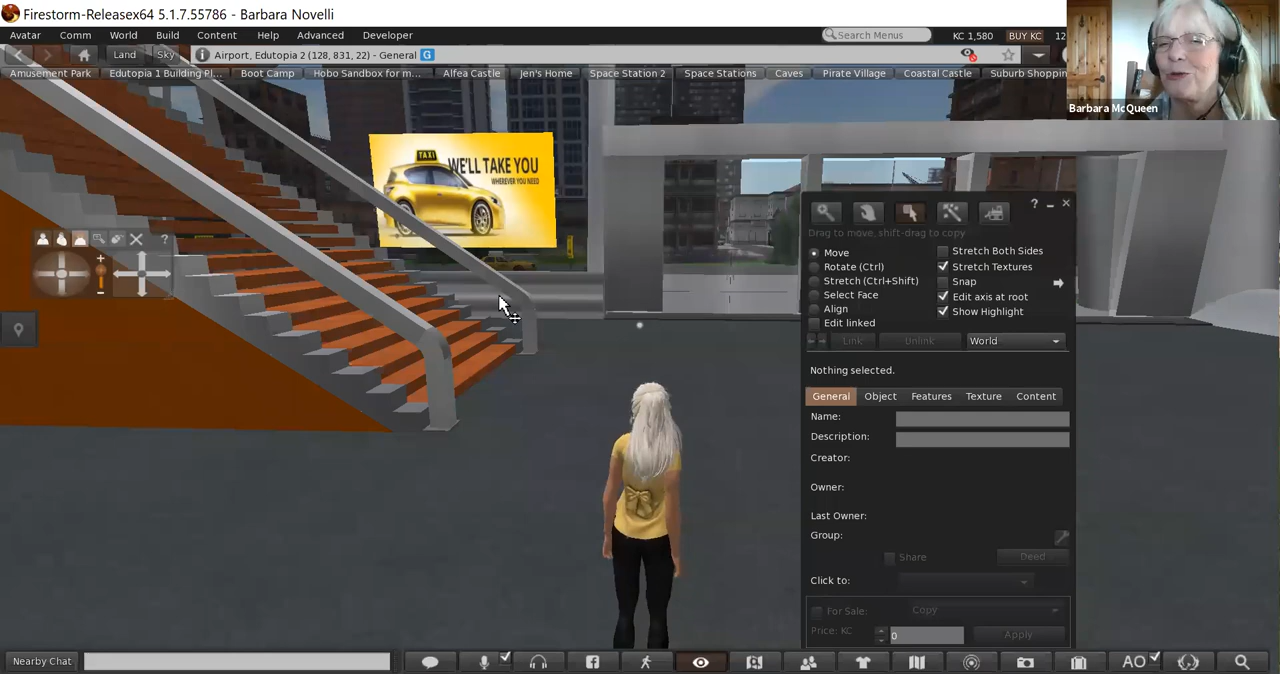 Firestorm-Releasex64 5.1.7.55786 - Barbara Novelli
Avatar Comm World Build Content Help Advanced Developer
Search Menus KC 1,580 BUY KC 12
Land Sky Airport, Edutopia 2 (128, 831, 22) - General G
Amusement Park Edutopia 1 Building Pl... Boot Camp Hobo Sandbox for m... Alfea Castle Jen's Home Space Station 2 Space Stations Caves Pirate Village Coastal Castle Suburb Shoppin
Barbara McQueen
TAXI
WE'LL TAKE YOU
WHEREVER YOU NEED
?
? _ X
Drag to move, shift-drag to copy
Move
Rotate (Ctrl)
Stretch (Ctrl+Shift)
Select Face
Align
Edit linked
Stretch Both Sides
Stretch Textures
Snap
Edit axis at root
Show Highlight
Link Unlink World
Nothing selected.
General Object Features Texture Content
Name:
Description:
Creator:
Owner:
Last Owner:
Group:
Share Deed
Click to:
For Sale: Copy
Price: KC 0 Apply
Nearby Chat
AO